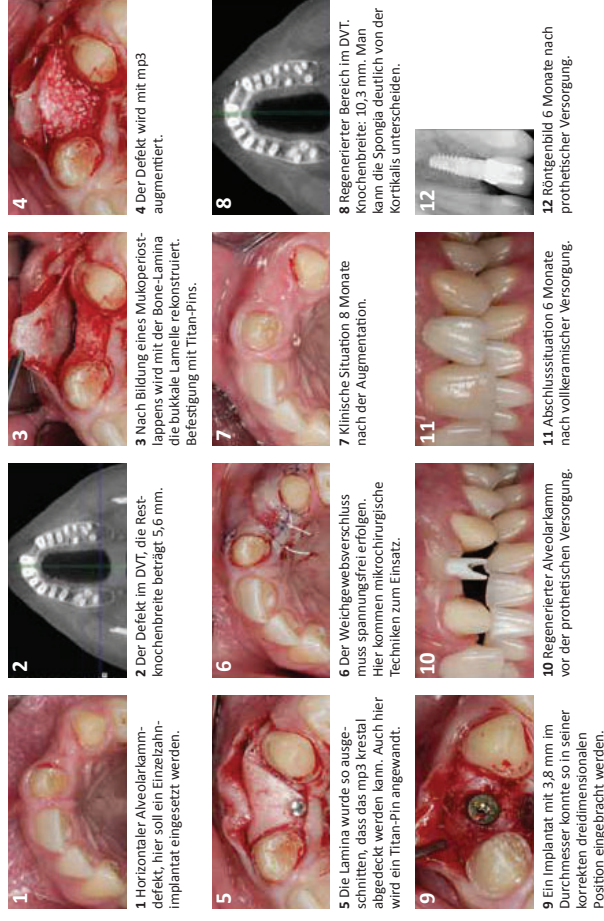 1
1 Horizontaler Alveolarkamm-
defekt, hier soll ein Einzelzahn-
implantat eingesetzt werden.
2
2 Der Defekt im DVT, die Rest-
knochenbreite beträgt 5,6 mm.
3
3 Nach Bildung eines Mukoperiost-
lappens wird mit der Bone-Lamina
die bukkale Lamelle rekonstruiert.
Befestigung mit Titan-Pins.
4
4 Der Defekt wird mit mp3
augmentiert.
5
5 Die Lamina wurde so ausge-
schnitten, dass das mp3 krestal
abgedeckt werden kann. Auch hier
wird ein Titan-Pin angewandt.
6
6 Der Weichgewebsverschluss
muss spannungsfrei erfolgen.
Hier kommen mikrochirurgische
Techniken zum Einsatz.
7
7 Klinische Situation 8 Monate
nach der Augmentation.
8
8 Regenerierter Bereich im DVT.
Knochenbreite: 10,3 mm. Man
kann die Spongia deutlich von der
Kortikalis unterscheiden.
9
9 Ein Implantat mit 3,8 mm im
Durchmesser konnte so in seiner
korrekten dreidimensionalen
Position eingebracht werden.
10
10 Regenerierter Alveolarkamm
vor der prothetischen Versorgung.
11
11 Abschlusssituation 6 Monate
nach vollkeramischer Versorgung.
12
12 Röntgenbild 6 Monate nach
prothetischer Versorgung.